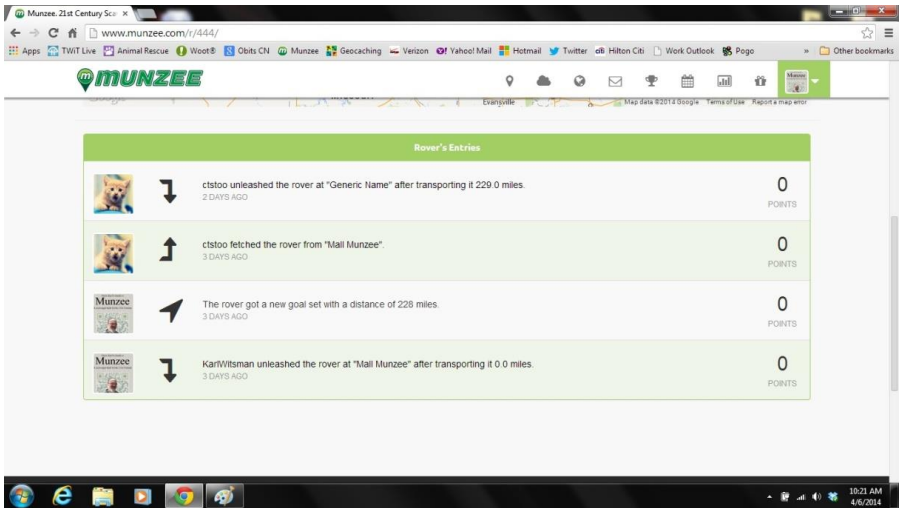 Munzee. 21st Century Scav
www.munzee.com/r/444/
Apps TWiT Live Animal Rescue Woot® Obits CN Munzee Geocaching Verizon Yahoo! Mail Hotmail Twitter Hilton Citi Work Outlook Pogo » Other bookmarks
MUNZEE
Evansville Map data ©2014 Google Terms of Use Report a map error
Rover's Entries
ctstoo unleashed the rover at "Generic Name" after transporting it 229.0 miles.
2 DAYS AGO
0
POINTS
ctstoo fetched the rover from "Mall Munzee".
3 DAYS AGO
0
POINTS
Munzee
The rover got a new goal set with a distance of 228 miles.
3 DAYS AGO
0
POINTS
Munzee
KarlWitsman unleashed the rover at "Mall Munzee" after transporting it 0.0 miles.
3 DAYS AGO
0
POINTS
10:21 AM
4/6/2014